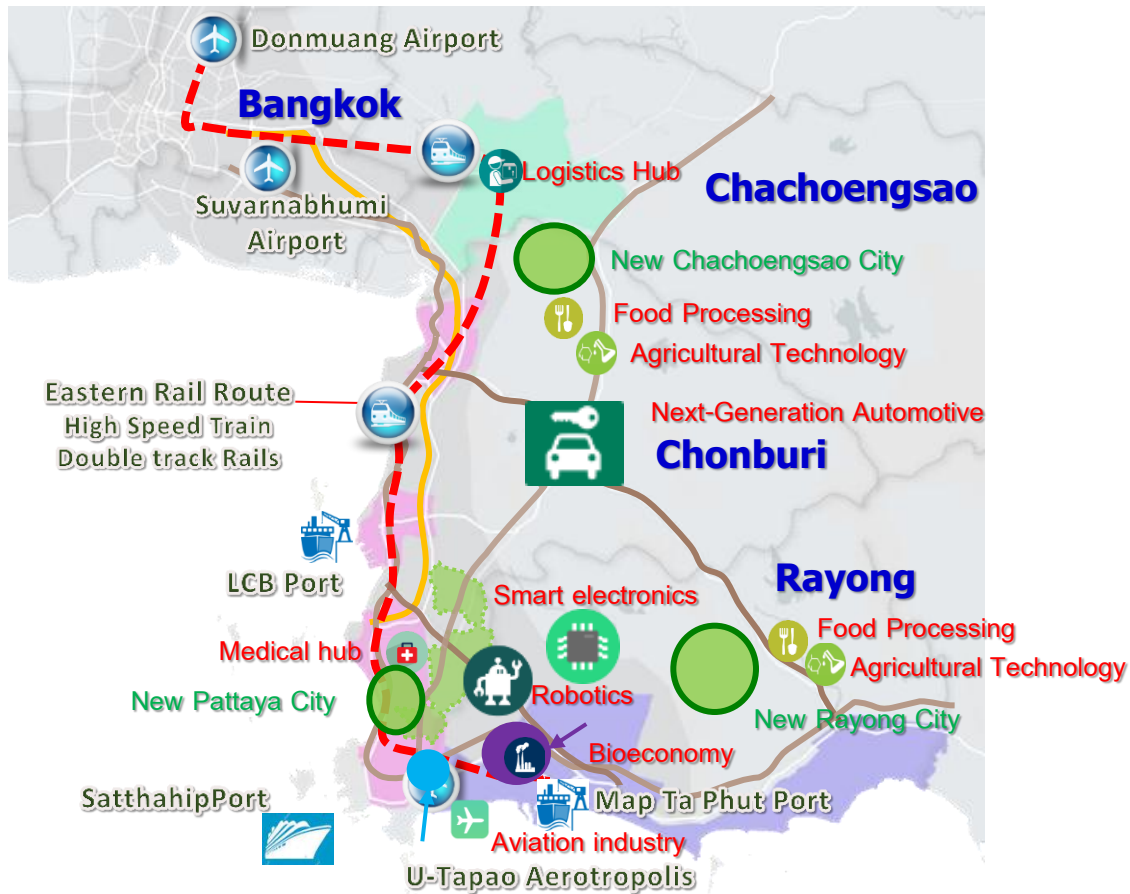 Donmuang Airport
Bangkok
Logistics Hub
Chachoengsao
Suvarnabhumi
Airport
New Chachoengsao City
Food Processing
Agricultural Technology
Eastern Rail Route
High Speed Train
Double track Rails
Next-Generation Automotive
Chonburi
LCB Port
Rayong
Smart electronics
Food Processing
Medical hub
Agricultural Technology
New Pattaya City
Robotics
New Rayong City
Bioeconomy
SatthahipPort
Map Ta Phut Port
Aviation industry
U-Tapao Aerotropolis